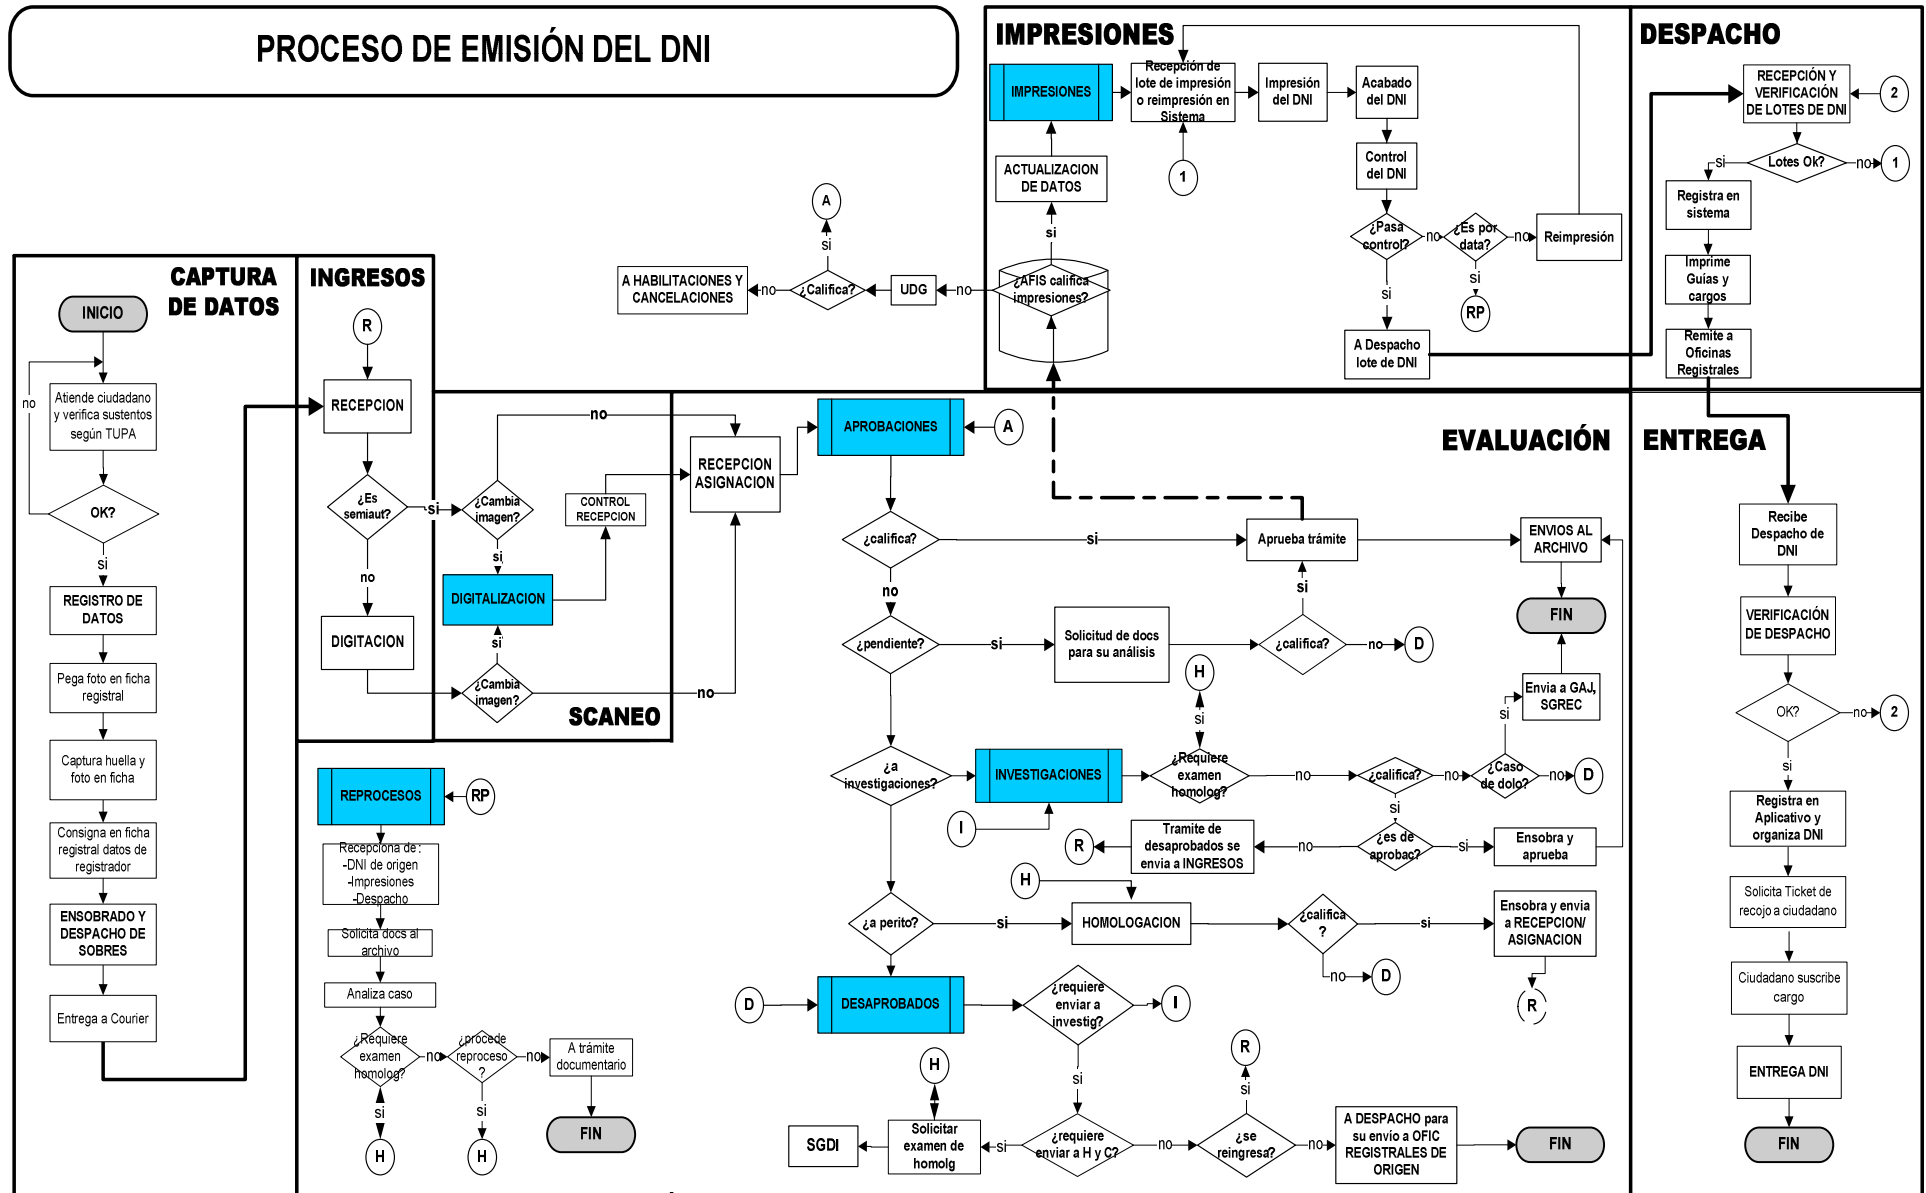 PROCESO DE EMISIÓN DEL DNI
CAPTURA
DE DATOS
INICIO
Atiende ciudadano
y verifica sustentos
según TUPA
no
OK?
si
REGISTRO DE
DATOS
Pega foto en ficha
registral
Captura huella y
foto en ficha
Consigna en ficha
registral datos de
registrador
ENSOBRADO Y
DESPACHO DE
SOBRES
Entrega a Courier
INGRESOS
R
RECEPCION
¿Es
semiaut?
si
no
DIGITACION
SCANEO
¿Cambia
imagen?
no
si
DIGITALIZACION
si
¿Cambia
imagen?
no
CONTROL
RECEPCION
REPROCESOS
RP
Recepciona de :
-DNI de origen
-Impresiones
-Despacho
Solicita docs al
archivo
Analiza caso
¿Requiere
examen
homolog?
no
si
H
¿procede
reproceso
?
no
si
H
A trámite
documentario
FIN
EVALUACIÓN
RECEPCION
ASIGNACION
APROBACIONES
A
¿califica?
si
no
Aprueba trámite
ENVIOS AL
ARCHIVO
FIN
¿pendiente?
si
Solicitud de docs
para su análisis
¿califica?
si
no
D
¿a
investigaciones?
INVESTIGACIONES
I
¿Requiere
examen
homolog?
si
H
no
¿califica?
no
si
¿Caso
de dolo?
si
no
D
Envia a GAJ,
SGREC
¿es de
aprobac?
si
no
Ensobra y
aprueba
Tramite de
desaprobados se
envia a INGRESOS
R
¿a perito?
si
H
HOMOLOGACION
¿califica
?
si
no
D
Ensobra y envia
a RECEPCION/
ASIGNACION
R
D
DESAPROBADOS
¿requiere
enviar a
investig?
I
si
¿requiere
enviar a H y C?
si
no
Solicitar
examen de
homolg
H
SGDI
¿se
reingresa?
si
R
no
A DESPACHO para
su envío a OFIC
REGISTRALES DE
ORIGEN
FIN
IMPRESIONES
IMPRESIONES
Recepción de
lote de impresión
o reimpresión en
Sistema
1
Impresión
del DNI
Acabado
del DNI
Control
del DNI
¿Pasa
control?
no
si
¿Es por
data?
no
si
RP
Reimpresión
A Despacho
lote de DNI
ACTUALIZACION
DE DATOS
si
¿AFIS califica
impresiones?
no
UDG
¿Califica?
si
A
no
A HABILITACIONES Y
CANCELACIONES
DESPACHO
RECEPCIÓN Y
VERIFICACIÓN
DE LOTES DE DNI
2
Lotes Ok?
si
no
1
Registra en
sistema
Imprime
Guías y
cargos
Remite a
Oficinas
Registrales
ENTREGA
Recibe
Despacho de
DNI
VERIFICACIÓN
DE DESPACHO
OK?
no
2
si
Registra en
Aplicativo y
organiza DNI
Solicita Ticket de
recojo a ciudadano
Ciudadano suscribe
cargo
ENTREGA DNI
FIN